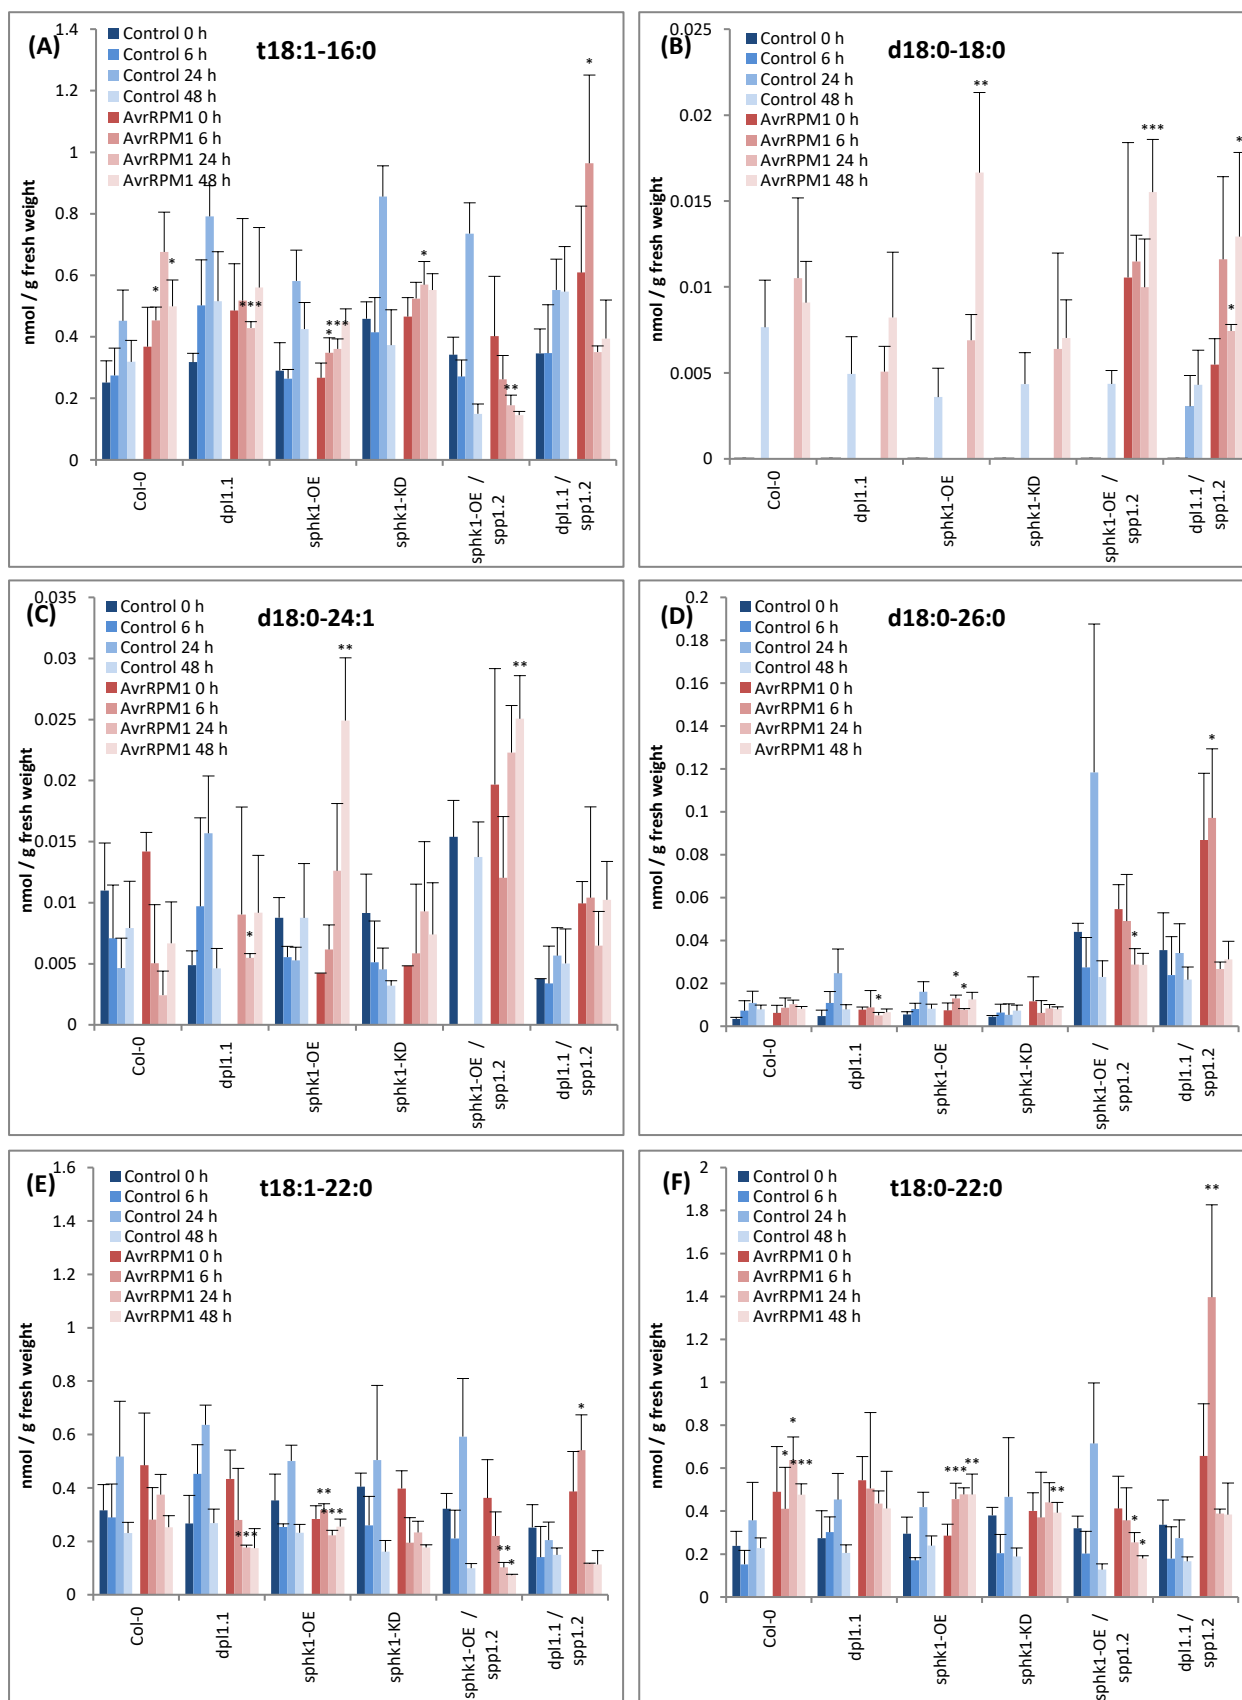 (A)
t18:1-16:0
Control 0 h
Control 6 h
Control 24 h
Control 48 h
AvrRPM1 0 h
AvrRPM1 6 h
AvrRPM1 24 h
AvrRPM1 48 h
nmol / g fresh weight
1.4
1.2
1
0.8
0.6
0.4
0.2
0
* * *** * *** * ** *
Col-0
dpl1.1
sphk1-OE
sphk1-KD
sphk1-OE /
spp1.2
dpl1.1 /
spp1.2
(B)
d18:0-18:0
Control 0 h
Control 6 h
Control 24 h
Control 48 h
AvrRPM1 0 h
AvrRPM1 6 h
AvrRPM1 24 h
AvrRPM1 48 h
nmol / g fresh weight
0.025
0.02
0.015
0.01
0.005
0
** *** * *
Col-0
dpl1.1
sphk1-OE
sphk1-KD
sphk1-OE /
spp1.2
dpl1.1 /
spp1.2
(C)
d18:0-24:1
Control 0 h
Control 6 h
Control 24 h
Control 48 h
AvrRPM1 0 h
AvrRPM1 6 h
AvrRPM1 24 h
AvrRPM1 48 h
nmol / g fresh weight
0.035
0.03
0.025
0.02
0.015
0.01
0.005
0
* ** **
Col-0
dpl1.1
sphk1-OE
sphk1-KD
sphk1-OE /
spp1.2
dpl1.1 /
spp1.2
(D)
d18:0-26:0
Control 0 h
Control 6 h
Control 24 h
Control 48 h
AvrRPM1 0 h
AvrRPM1 6 h
AvrRPM1 24 h
AvrRPM1 48 h
nmol / g fresh weight
0.2
0.18
0.16
0.14
0.12
0.1
0.08
0.06
0.04
0.02
0
* * * * *
Col-0
dpl1.1
sphk1-OE
sphk1-KD
sphk1-OE /
spp1.2
dpl1.1 /
spp1.2
(E)
t18:1-22:0
Control 0 h
Control 6 h
Control 24 h
Control 48 h
AvrRPM1 0 h
AvrRPM1 6 h
AvrRPM1 24 h
AvrRPM1 48 h
nmol / g fresh weight
1.6
1.4
1.2
1
0.8
0.6
0.4
0.2
0
*** ** *** ** * *
Col-0
dpl1.1
sphk1-OE
sphk1-KD
sphk1-OE /
spp1.2
dpl1.1 /
spp1.2
(F)
t18:0-22:0
Control 0 h
Control 6 h
Control 24 h
Control 48 h
AvrRPM1 0 h
AvrRPM1 6 h
AvrRPM1 24 h
AvrRPM1 48 h
nmol / g fresh weight
2
1.8
1.6
1.4
1.2
1
0.8
0.6
0.4
0.2
0
* * *** *** ** ** * * **
Col-0
dpl1.1
sphk1-OE
sphk1-KD
sphk1-OE /
spp1.2
dpl1.1 /
spp1.2